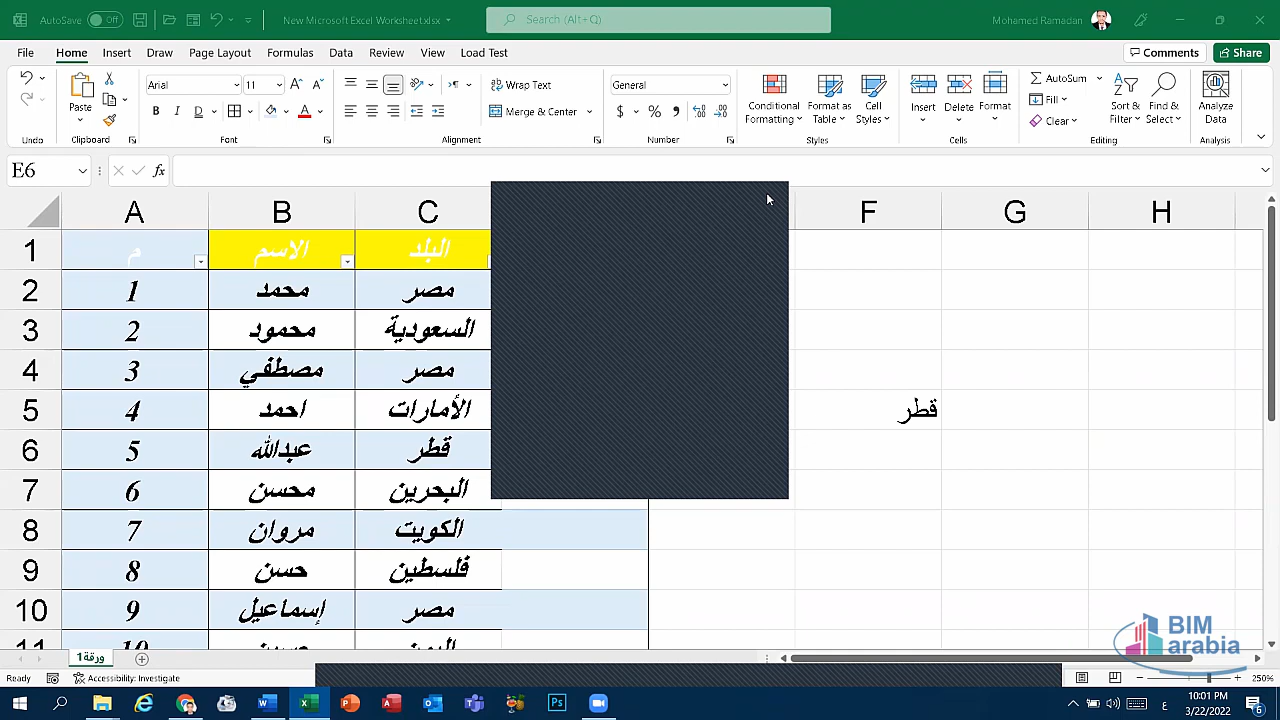 AutoSave Off New Microsoft Excel Worksheet.xlsx Search (Alt+Q) Mohamed Ramadan
File Home Insert Draw Page Layout Formulas Data Review View Load Test Comments Share
Paste Arial 11 Wrap Text General Conditional Formatting Format as Table Cell Styles Insert Delete Format AutoSum Sort & Filter Find & Select Analyze Data
B I D A Merge & Center $ % Fill Clear
Undo Clipboard Font Alignment Number Styles Cells Editing Analysis
E6 fx
A B C F G H
1 م الاسم البلد
2 1 محمد مصر
3 2 محمود السعودية
4 3 مصطفي مصر
5 4 احمد الأمارات قطر
6 5 عبدالله قطر
7 6 محسن البحرين
8 7 مروان الكويت
9 8 حسن فلسطين
10 9 إسماعيل مصر
11 10 حسين اليمن
BIM
arabia
ورقة1
Ready Accessibility: Investigate 250%
10:01 PM
3/22/2022